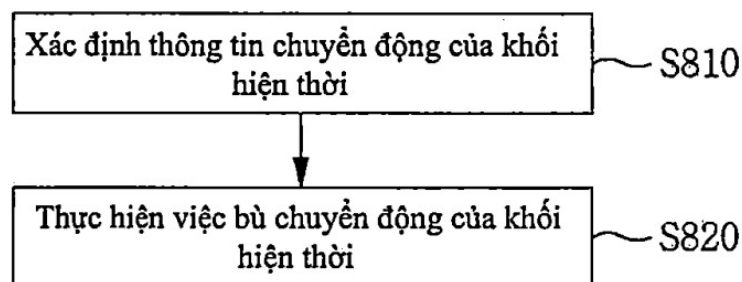 Xác định thông tin chuyển động của khối
hiện thời
S810
Thực hiện việc bù chuyển động của khối
hiện thời
S820